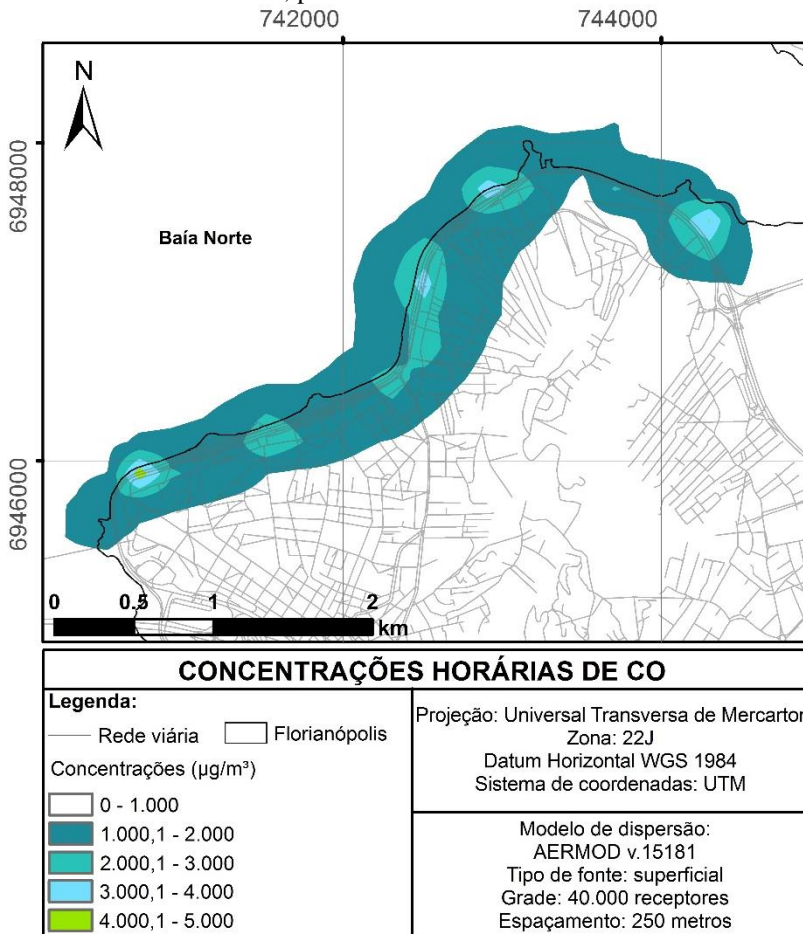 742000 744000
N
6948000
Baía Norte
6946000
0 0.5 1 2
km
CONCENTRAÇÕES HORÁRIAS DE CO
Legenda:
Rede viária Florianópolis
Concentrações (µg/m³)
0 - 1.000
1.000,1 - 2.000
2.000,1 - 3.000
3.000,1 - 4.000
4.000,1 - 5.000
Projeção: Universal Transversa de Mercartor
Zona: 22J
Datum Horizontal WGS 1984
Sistema de coordenadas: UTM
Modelo de dispersão:
AERMOD v.15181
Tipo de fonte: superficial
Grade: 40.000 receptores
Espaçamento: 250 metros